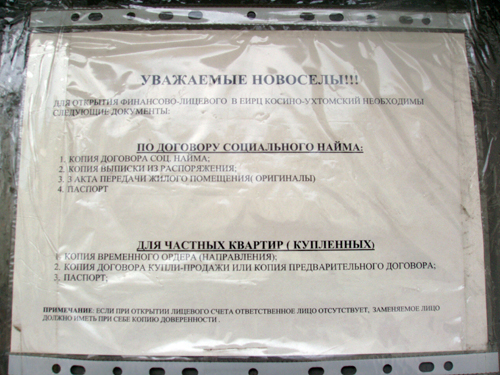 УВАЖАЕМЫЕ НОВОСЕЛЫ!!!
ДЛЯ ОТКРЫТИЯ ФИНАНСОВО-ЛИЦЕВОГО В ЕИРЦ КОСИНО-УХТОМСКИЙ НЕОБХОДИМЫ
СЛЕДУЮЩИЕ ДОКУМЕНТЫ:
ПО ДОГОВОРУ СОЦИАЛЬНОГО НАЙМА:
1. КОПИЯ ДОГОВОРА СОЦ. НАЙМА;
2. КОПИЯ ВЫПИСКИ ИЗ РАСПОРЯЖЕНИЯ;
3. 3 АКТА ПЕРЕДАЧИ ЖИЛОГО ПОМЕЩЕНИЯ( ОРИГИНАЛЫ)
4. ПАСПОРТ
ДЛЯ ЧАСТНЫХ КВАРТИР ( КУПЛЕННЫХ)
1. КОПИЯ ВРЕМЕННОГО ОРДЕРА (НАПРАВЛЕНИЯ);
2. КОПИЯ ДОГОВОРА КУПЛИ-ПРОДАЖИ ИЛИ КОПИЯ ПРЕДВАРИТЕЛЬНОГО ДОГОВОРА;
3. ПАСПОРТ;
ПРИМЕЧАНИЕ: ЕСЛИ ПРИ ОТКРЫТИИ ЛИЦЕВОГО СЧЕТА ОТВЕТСТВЕННОЕ ЛИЦО ОТСУТСТВУЕТ, ЗАМЕНЯЕМОЕ ЛИЦО
ДОЛЖНО ИМЕТЬ ПРИ СЕБЕ КОПИЮ ДОВЕРЕННОСТИ .